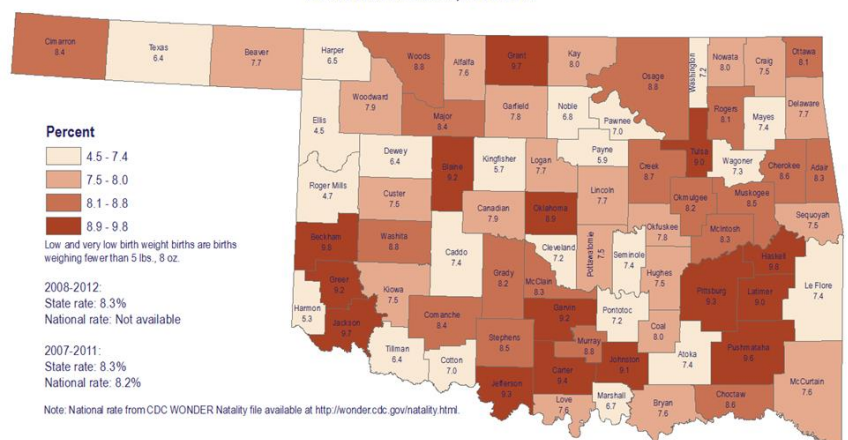 Cimarron
8.4
Texas
6.4
Beaver
7.7
Harper
6.5
Woods
8.8
Alfalfa
7.6
Grant
9.7
Kay
8.0
Osage
8.8
Washington
7.2
Nowata
8.0
Craig
7.5
Ottawa
8.1
Woodward
7.9
Ellis
4.5
Major
8.4
Garfield
7.8
Noble
6.8
Pawnee
7.0
Rogers
8.1
Mayes
7.4
Delaware
7.7
Percent
4.5 - 7.4
7.5 - 8.0
8.1 - 8.8
8.9 - 9.8
Low and very low birth weight births are births
weighing fewer than 5 lbs., 8 oz.
Dewey
6.4
Blaine
9.2
Kingfisher
5.7
Logan
7.7
Payne
5.9
Creek
8.7
Tulsa
9.0
Wagoner
7.3
Cherokee
8.6
Adair
8.3
Roger Mills
4.7
Custer
7.5
Canadian
7.9
Oklahoma
8.9
Lincoln
7.7
Okmulgee
8.2
Muskogee
8.5
Sequoyah
7.5
Beckham
Washita
8.8
Caddo
7.4
Grady
8.2
McClain
8.3
Cleveland
7.2
Pottawatomie
7.5
Seminole
7.4
Okfuskee
7.8
McIntosh
8.3
Haskell
9.8
Hughes
7.5
Pittsburg
9.3
Latimer
9.0
Le Flore
7.4
2008-2012:
State rate: 8.3%
National rate: Not available
2007-2011:
State rate: 8.3%
National rate: 8.2%
Greer
9.2
Kiowa
7.5
Harmon
5.3
Jackson
9.7
Comanche
8.4
Tillman
6.4
Cotton
7.0
Stephens
8.5
Garvin
9.2
Murray
8.8
Pontotoc
7.2
Coal
8.0
Johnston
9.1
Atoka
7.4
Pushmataha
9.6
McCurtain
7.6
Jefferson
9.3
Carter
9.4
Love
7.6
Marshall
6.7
Bryan
7.6
Choctaw
8.6
Note: National rate from CDC WONDER Natality file available at http://wonder.cdc.gov/natality.html.